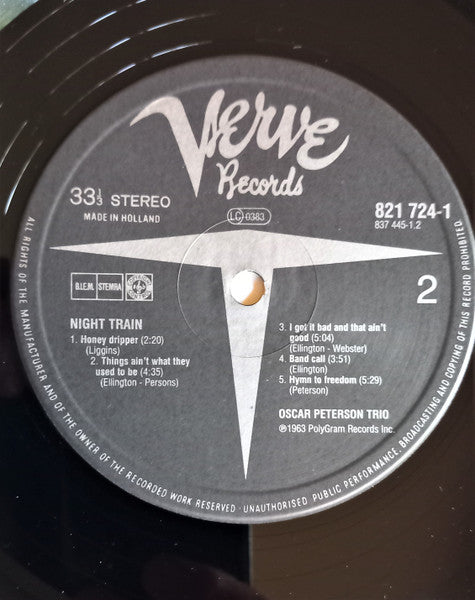 Verve
Records
33 1/3 STEREO
MADE IN HOLLAND
LC 0383
821 724-1
837 445-1.2
B.I.E.M. STEMRA
2
NIGHT TRAIN
1. Honey dripper (2:20)
(Liggins)
2. Things ain't what they
used to be (4:35)
(Ellington - Persons)
3. I got it bad and that ain't
good (5:04)
(Ellington - Webster)
4. Band call (3:51)
(Ellington)
5. Hymn to freedom (5:29)
(Peterson)
OSCAR PETERSON TRIO
℗1963 PolyGram Records Inc.
ALL RIGHTS OF THE MANUFACTURER AND OF THE OWNER OF THE RECORDED WORK RESERVED · UNAUTHORISED PUBLIC PERFORMANCE, BROADCASTING AND COPYING OF THIS RECORD PROHIBITED